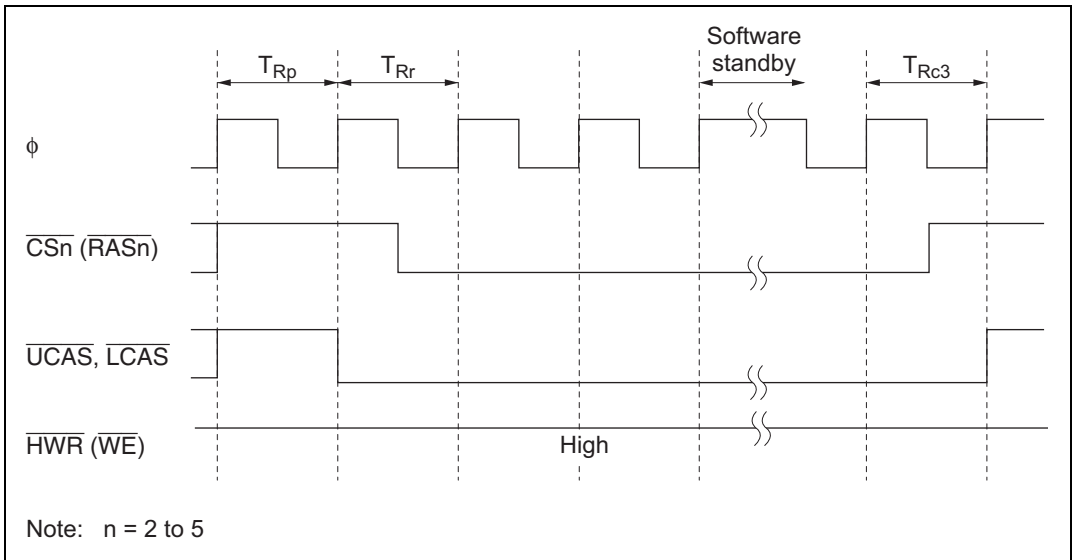 Software
standby
TRp
TRr
TRc3
ϕ
CSn (RASn)
UCAS, LCAS
HWR (WE)
High
Note: n = 2 to 5